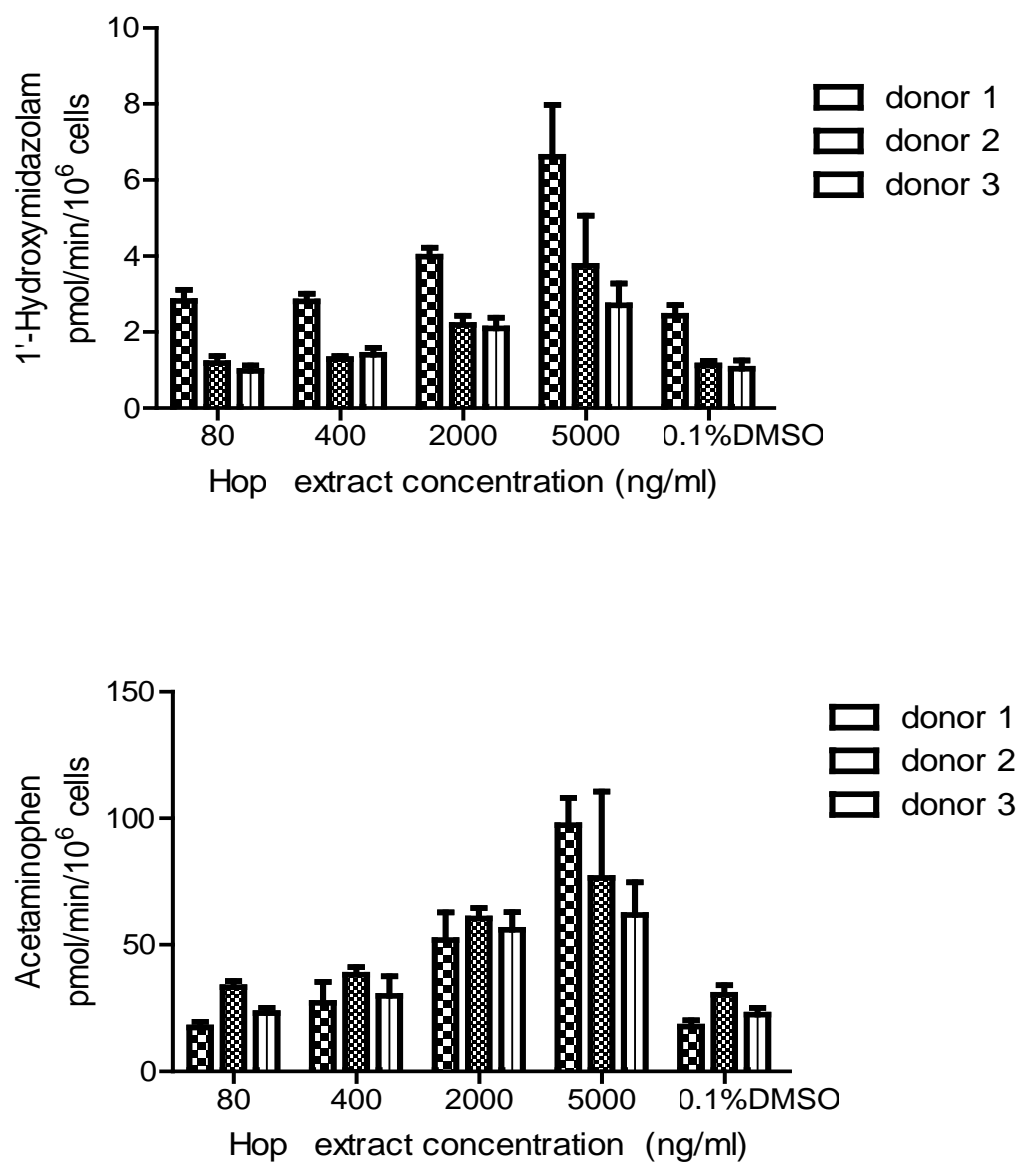 10
8
6
4
2
0
1'-Hydroxymidazolam
pmol/min/10⁶ cells
donor 1
donor 2
donor 3
80 400 2000 5000 0.1%DMSO
Hop extract concentration (ng/ml)
150
100
50
0
Acetaminophen
pmol/min/10⁶ cells
donor 1
donor 2
donor 3
80 400 2000 5000 0.1%DMSO
Hop extract concentration (ng/ml)